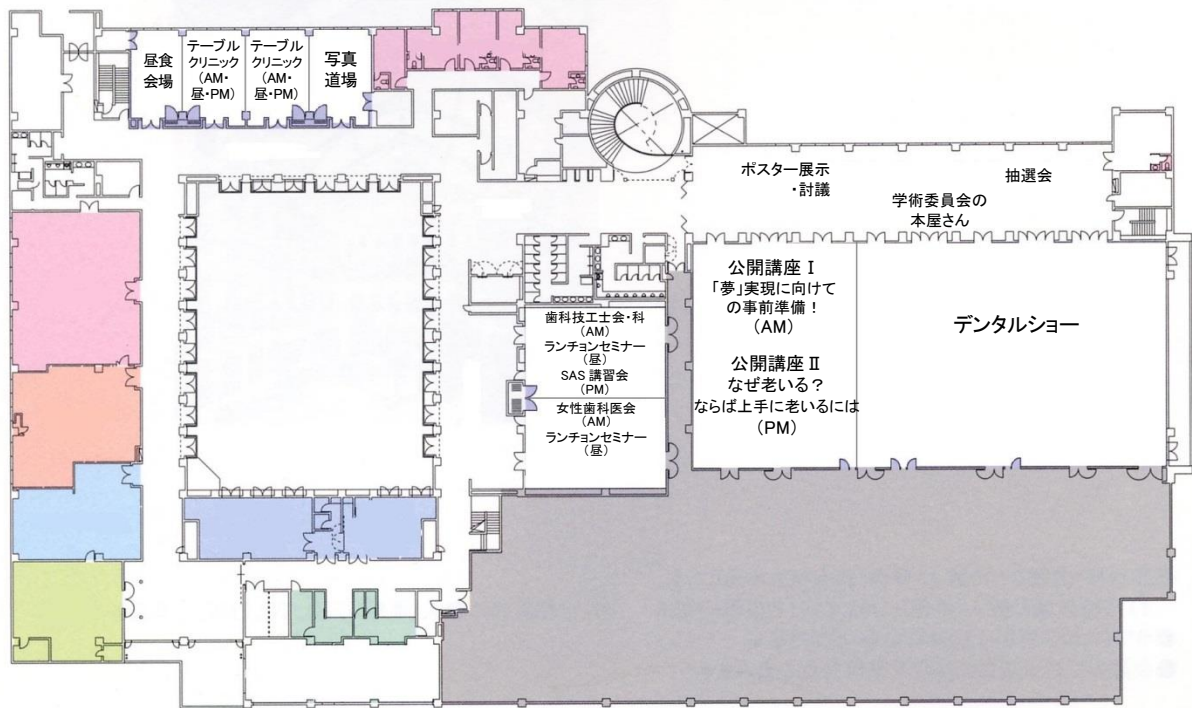 昼食
会場
テーブル
クリニック
(AM・
昼・PM)
テーブル
クリニック
(AM・
昼・PM)
写真
道場
ポスター展示
・討議
抽選会
学術委員会の
本屋さん
公開講座 Ⅰ
「夢」実現に向けて
の事前準備！
(AM)
公開講座 Ⅱ
なぜ老いる？
ならば上手に老いるには
(PM)
デンタルショー
歯科技工士会・科
(AM)
ランチョンセミナー
(昼)
SAS 講習会
(PM)
女性歯科医会
(AM)
ランチョンセミナー
(昼)